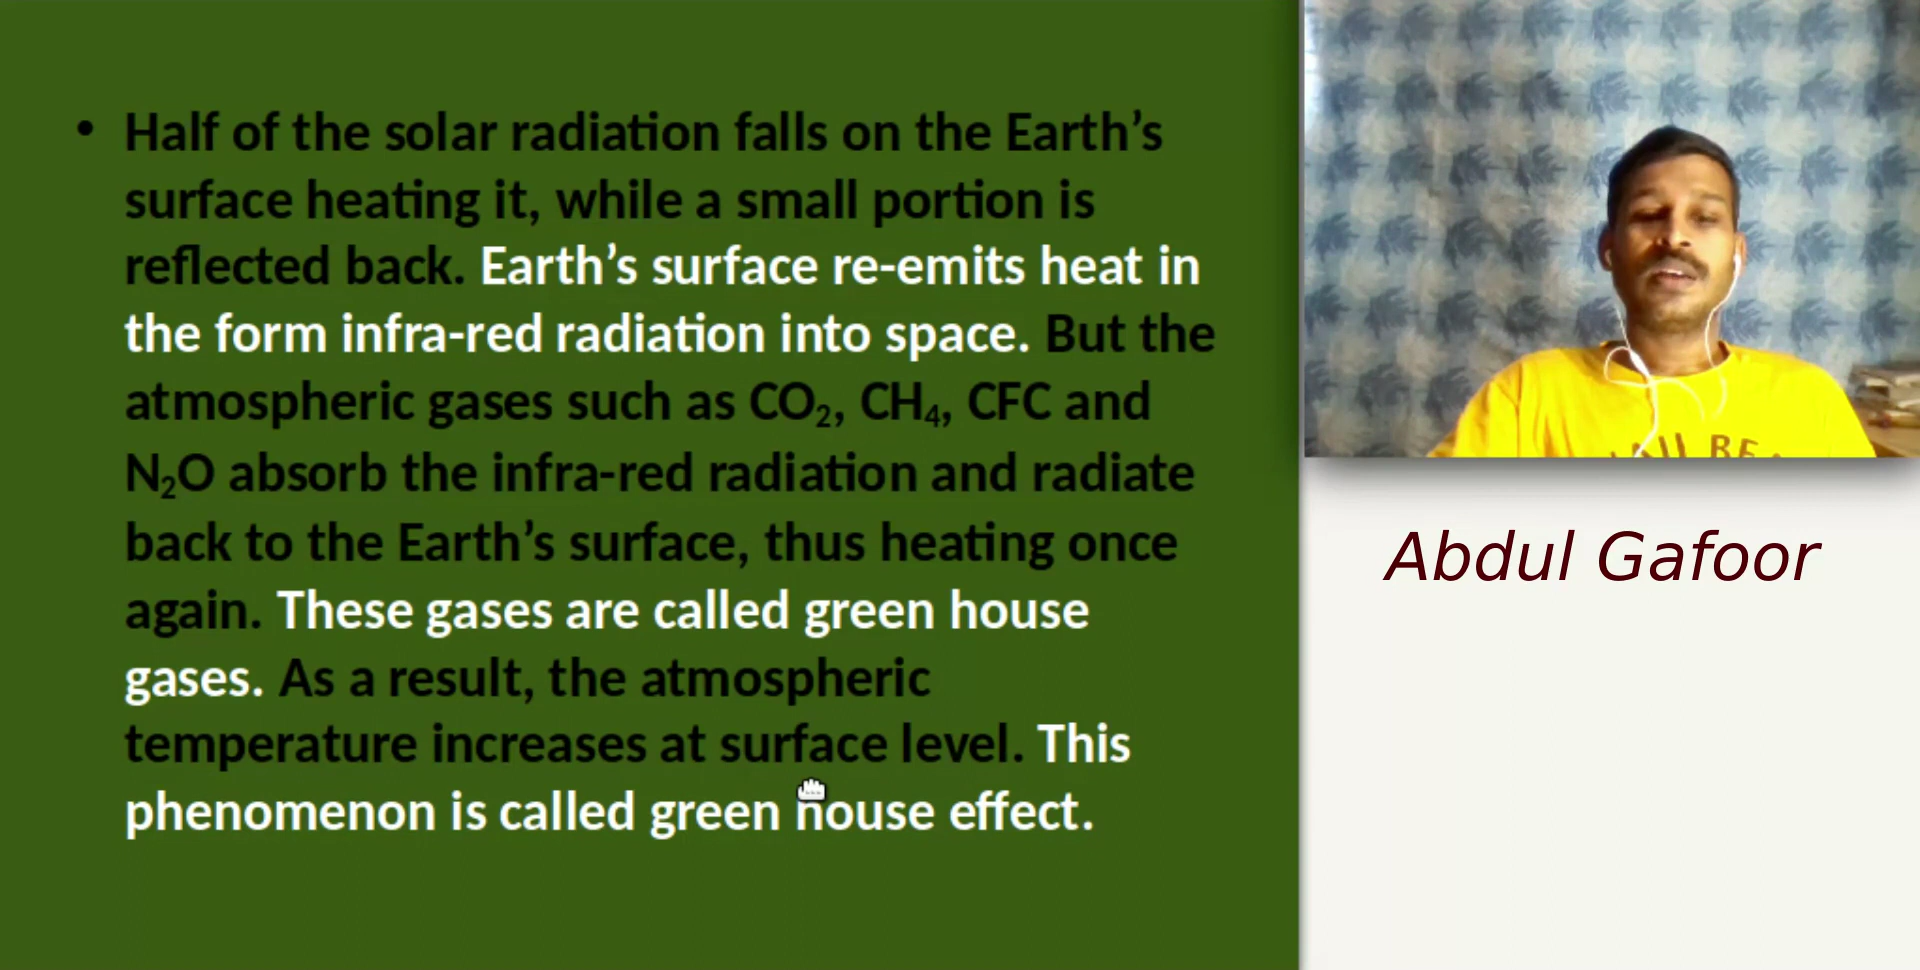 • Half of the solar radiation falls on the Earth’s
surface heating it, while a small portion is
reflected back. Earth’s surface re-emits heat in
the form infra-red radiation into space. But the
atmospheric gases such as CO₂, CH₄, CFC and
N₂O absorb the infra-red radiation and radiate
back to the Earth’s surface, thus heating once
again. These gases are called green house
gases. As a result, the atmospheric
temperature increases at surface level. This
phenomenon is called green house effect.
Abdul Gafoor